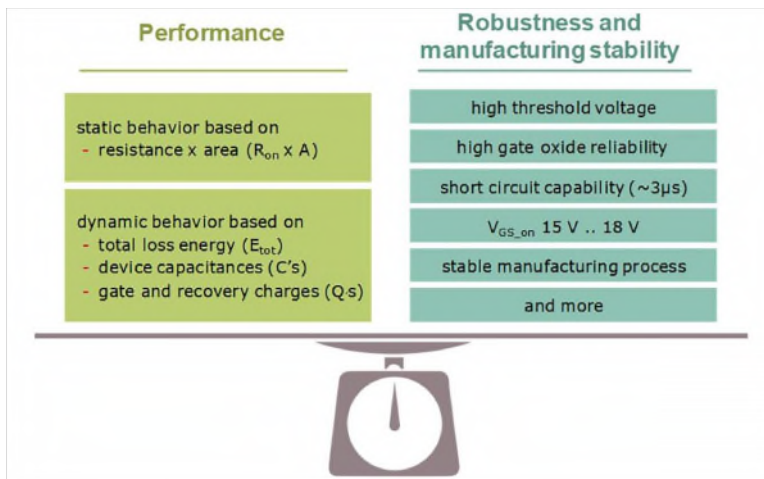 Performance
static behavior based on
- resistance x area (Rₒₙ x A)
dynamic behavior based on
- total loss energy (Eₜₒₜ)
- device capacitances (C's)
- gate and recovery charges (Q·s)
Robustness and
manufacturing stability
high threshold voltage
high gate oxide reliability
short circuit capability (~3µs)
V_GS_on 15 V .. 18 V
stable manufacturing process
and more